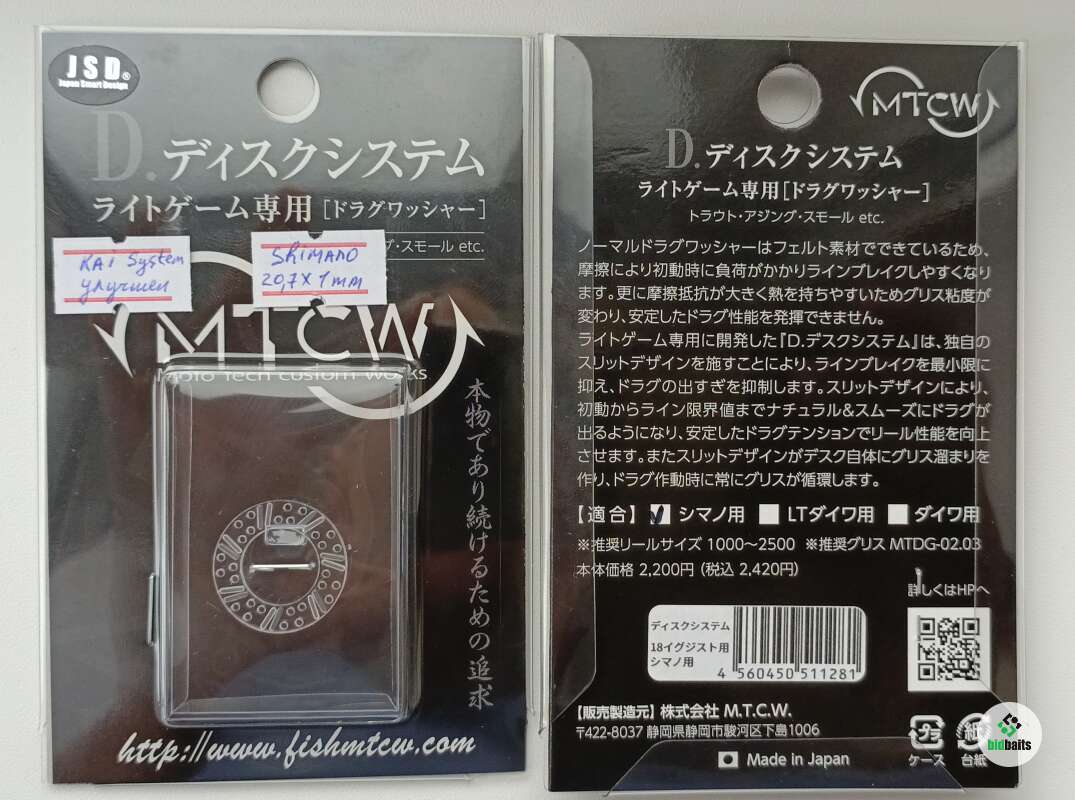 JSD®
Japan Smart Design
D.ディスクシステム
ライトゲーム専用[ドラグワッシャー]
グ・スモール etc.
KAi System
SHiMANO
20,7x1mm
MTCW
Moto Tech custom works
本物であり続けるための追求
http://www.fishmtcw.com
MTCW
D.ディスクシステム
ライトゲーム専用[ドラグワッシャー]
トラウト・アジング・スモール etc.
ノーマルドラグワッシャーはフェルト素材でできているため、
摩擦により初動時に負荷がかかりラインブレイクしやすくなり
ます。更に摩擦抵抗が大きく熱を持ちやすいためグリス粘度が
変わり、安定したドラグ性能を発揮できません。
ライトゲーム専用に開発した『D.デスクシステム』は、独自の
スリットデザインを施すことにより、ラインブレイクを最小限に
抑え、ドラグの出すぎを抑制します。スリットデザインにより、
初動からライン限界値までナチュラル&スムーズにドラグが
出るようになり、安定したドラグテンションでリール性能を向上
させます。またスリットデザインがデスク自体にグリス溜まりを
作り、ドラグ作動時に常にグリスが循環します。
【適合】 シマノ用 LTダイワ用 ダイワ用
※推奨リールサイズ 1000〜2500 ※推奨グリス MTDG-02.03
本体価格 2,200円 (税込 2,420円)
詳しくはHPへ
ディスクシステム
18イグジスト用
シマノ用
4 560450 511281
【販売製造元】株式会社 M.T.C.W.
〒422-8037 静岡県静岡市駿河区下島1006
Made in Japan
ケース
紙
台紙
bidbaits